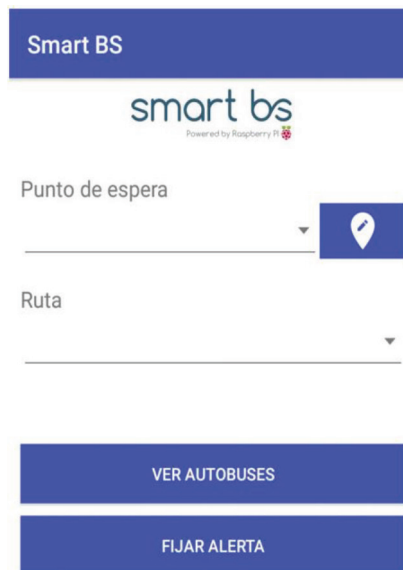 Smart BS
smart bs
Powered by Raspberry PI
Punto de espera
Ruta
VER AUTOBUSES
FIJAR ALERTA